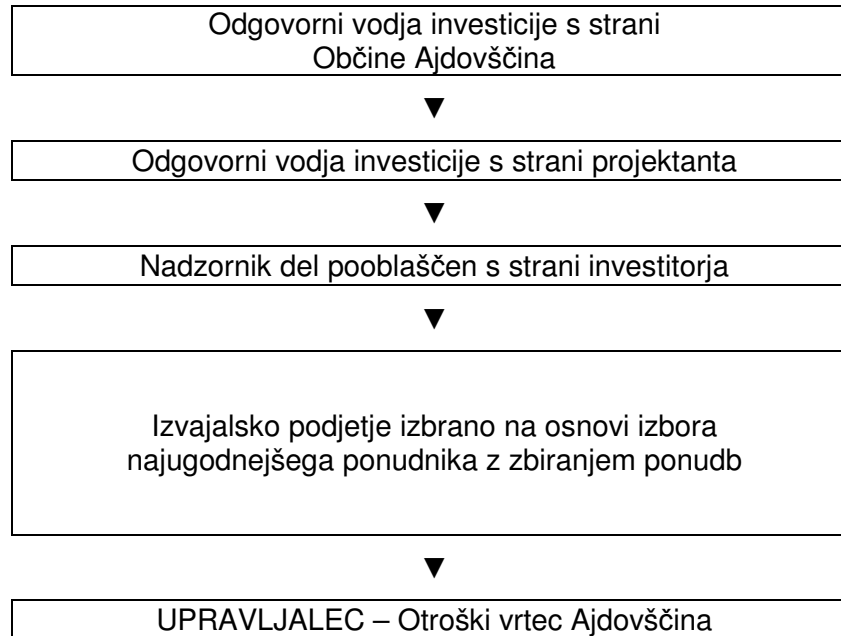 Odgovorni vodja investicije s strani
Občine Ajdovščina
▼
Odgovorni vodja investicije s strani projektanta
▼
Nadzornik del pooblaščen s strani investitorja
▼
Izvajalsko podjetje izbrano na osnovi izbora
najugodnejšega ponudnika z zbiranjem ponudb
▼
UPRAVLJALEC – Otroški vrtec Ajdovščina